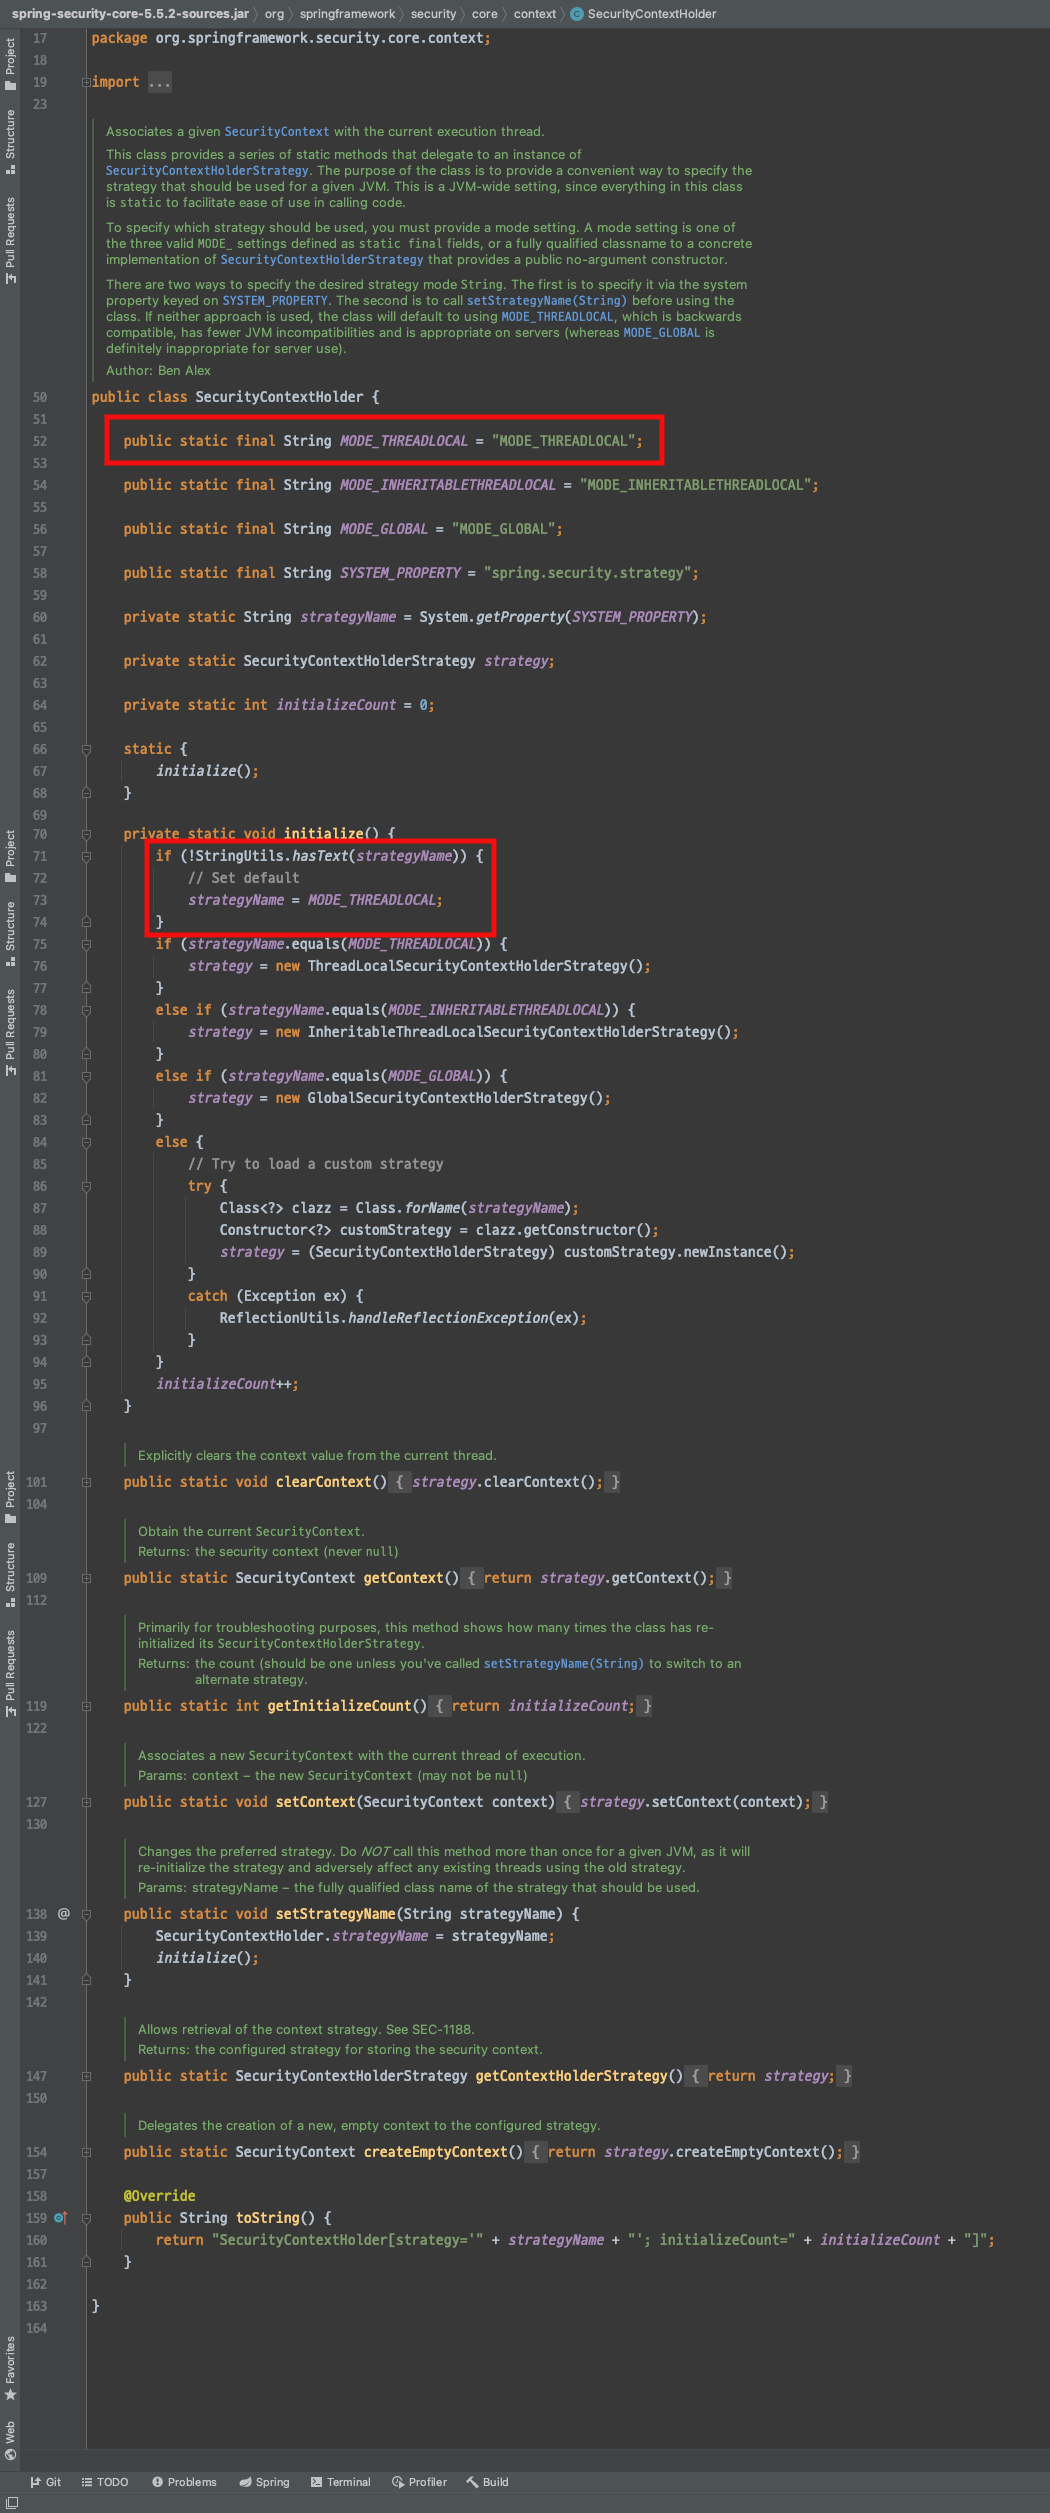 spring-security-core-5.5.2-sources.jar 〉 org 〉 springframework 〉 security 〉 core 〉 context 〉 C SecurityContextHolder
17 package org.springframework.security.core.context;
18
19 import ...
23
Associates a given SecurityContext with the current execution thread.
This class provides a series of static methods that delegate to an instance of
SecurityContextHolderStrategy. The purpose of the class is to provide a convenient way to specify the
strategy that should be used for a given JVM. This is a JVM-wide setting, since everything in this class
is static to facilitate ease of use in calling code.
To specify which strategy should be used, you must provide a mode setting. A mode setting is one of
the three valid MODE_ settings defined as static final fields, or a fully qualified classname to a concrete
implementation of SecurityContextHolderStrategy that provides a public no-argument constructor.
There are two ways to specify the desired strategy mode String. The first is to specify it via the system
property keyed on SYSTEM_PROPERTY. The second is to call setStrategyName(String) before using the
class. If neither approach is used, the class will default to using MODE_THREADLOCAL, which is backwards
compatible, has fewer JVM incompatibilities and is appropriate on servers (whereas MODE_GLOBAL is
definitely inappropriate for server use).
Author: Ben Alex
50 public class SecurityContextHolder {
51
52 public static final String MODE_THREADLOCAL = "MODE_THREADLOCAL";
53
54 public static final String MODE_INHERITABLETHREADLOCAL = "MODE_INHERITABLETHREADLOCAL";
55
56 public static final String MODE_GLOBAL = "MODE_GLOBAL";
57
58 public static final String SYSTEM_PROPERTY = "spring.security.strategy";
59
60 private static String strategyName = System.getProperty(SYSTEM_PROPERTY);
61
62 private static SecurityContextHolderStrategy strategy;
63
64 private static int initializeCount = 0;
65
66 static {
67 initialize();
68 }
69
70 private static void initialize() {
71 if (!StringUtils.hasText(strategyName)) {
72 // Set default
73 strategyName = MODE_THREADLOCAL;
74 }
75 if (strategyName.equals(MODE_THREADLOCAL)) {
76 strategy = new ThreadLocalSecurityContextHolderStrategy();
77 }
78 else if (strategyName.equals(MODE_INHERITABLETHREADLOCAL)) {
79 strategy = new InheritableThreadLocalSecurityContextHolderStrategy();
80 }
81 else if (strategyName.equals(MODE_GLOBAL)) {
82 strategy = new GlobalSecurityContextHolderStrategy();
83 }
84 else {
85 // Try to load a custom strategy
86 try {
87 Class<?> clazz = Class.forName(strategyName);
88 Constructor<?> customStrategy = clazz.getConstructor();
89 strategy = (SecurityContextHolderStrategy) customStrategy.newInstance();
90 }
91 catch (Exception ex) {
92 ReflectionUtils.handleReflectionException(ex);
93 }
94 }
95 initializeCount++;
96 }
97
Explicitly clears the context value from the current thread.
101 public static void clearContext() { strategy.clearContext(); }
104
Obtain the current SecurityContext.
Returns: the security context (never null)
109 public static SecurityContext getContext() { return strategy.getContext(); }
112
Primarily for troubleshooting purposes, this method shows how many times the class has re-
initialized its SecurityContextHolderStrategy.
Returns: the count (should be one unless you've called setStrategyName(String) to switch to an
alternate strategy.
119 public static int getInitializeCount() { return initializeCount; }
122
Associates a new SecurityContext with the current thread of execution.
Params: context – the new SecurityContext (may not be null)
127 public static void setContext(SecurityContext context) { strategy.setContext(context); }
130
Changes the preferred strategy. Do NOT call this method more than once for a given JVM, as it will
re-initialize the strategy and adversely affect any existing threads using the old strategy.
Params: strategyName – the fully qualified class name of the strategy that should be used.
138 @ public static void setStrategyName(String strategyName) {
139 SecurityContextHolder.strategyName = strategyName;
140 initialize();
141 }
142
Allows retrieval of the context strategy. See SEC-1188.
Returns: the configured strategy for storing the security context.
147 public static SecurityContextHolderStrategy getContextHolderStrategy() { return strategy; }
150
Delegates the creation of a new, empty context to the configured strategy.
154 public static SecurityContext createEmptyContext() { return strategy.createEmptyContext(); }
157
158 @Override
159 public String toString() {
160 return "SecurityContextHolder[strategy='" + strategyName + "'; initializeCount=" + initializeCount + "]";
161 }
162
163 }
164
Project
Structure
Pull Requests
Project
Structure
Pull Requests
Project
Structure
Pull Requests
Favorites
Web
Git TODO Problems Spring Terminal Profiler Build